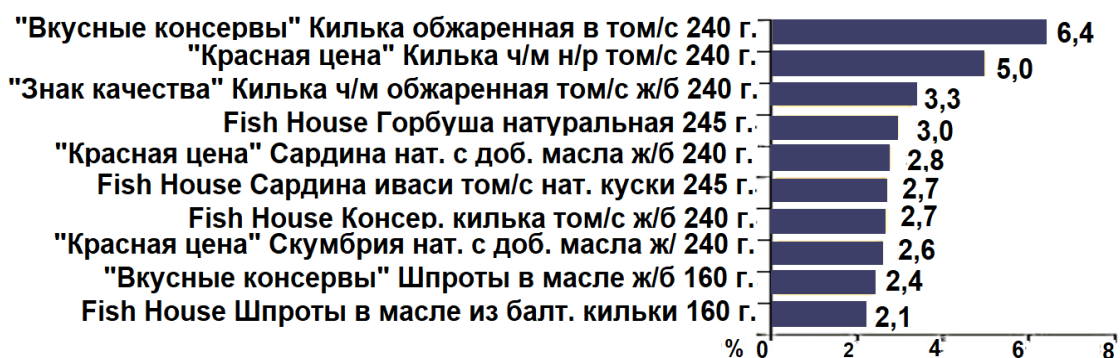 "Вкусные консервы" Килька обжаренная в том/с 240 г. 6,4
"Красная цена" Килька ч/м н/р том/с 240 г. 5,0
"Знак качества" Килька ч/м обжаренная том/с ж/б 240 г. 3,3
Fish House Горбуша натуральная 245 г. 3,0
"Красная цена" Сардина нат. с доб. масла ж/б 240 г. 2,8
Fish House Сардина иваси том/с нат. куски 245 г. 2,7
Fish House Консер. килька том/с ж/б 240 г. 2,7
"Красная цена" Скумбрия нат. с доб. масла ж/ 240 г. 2,6
"Вкусные консервы" Шпроты в масле ж/б 160 г. 2,4
Fish House Шпроты в масле из балт. кильки 160 г. 2,1
% 0 2 4 6 8